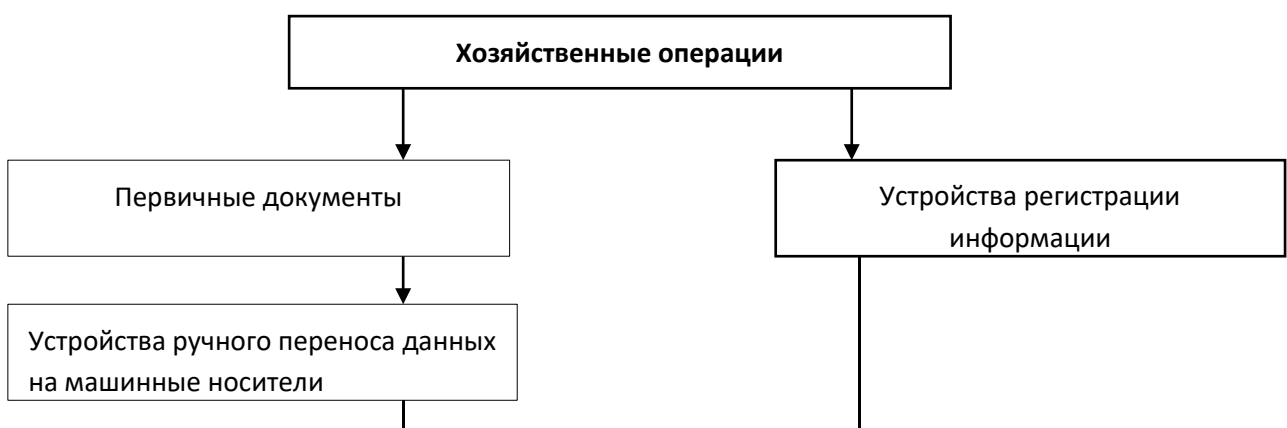 Хозяйственные операции
Первичные документы
Устройства регистрации
информации
Устройства ручного переноса данных
на машинные носители